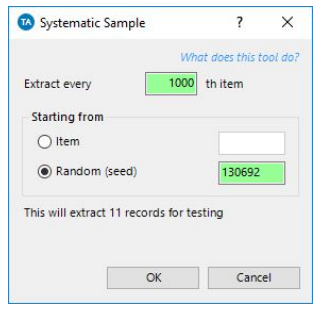 TA Systematic Sample ? ×
What does this tool do?
Extract every 1000 th item
Starting from
Item
Random (seed) 130692
This will extract 11 records for testing
OK Cancel